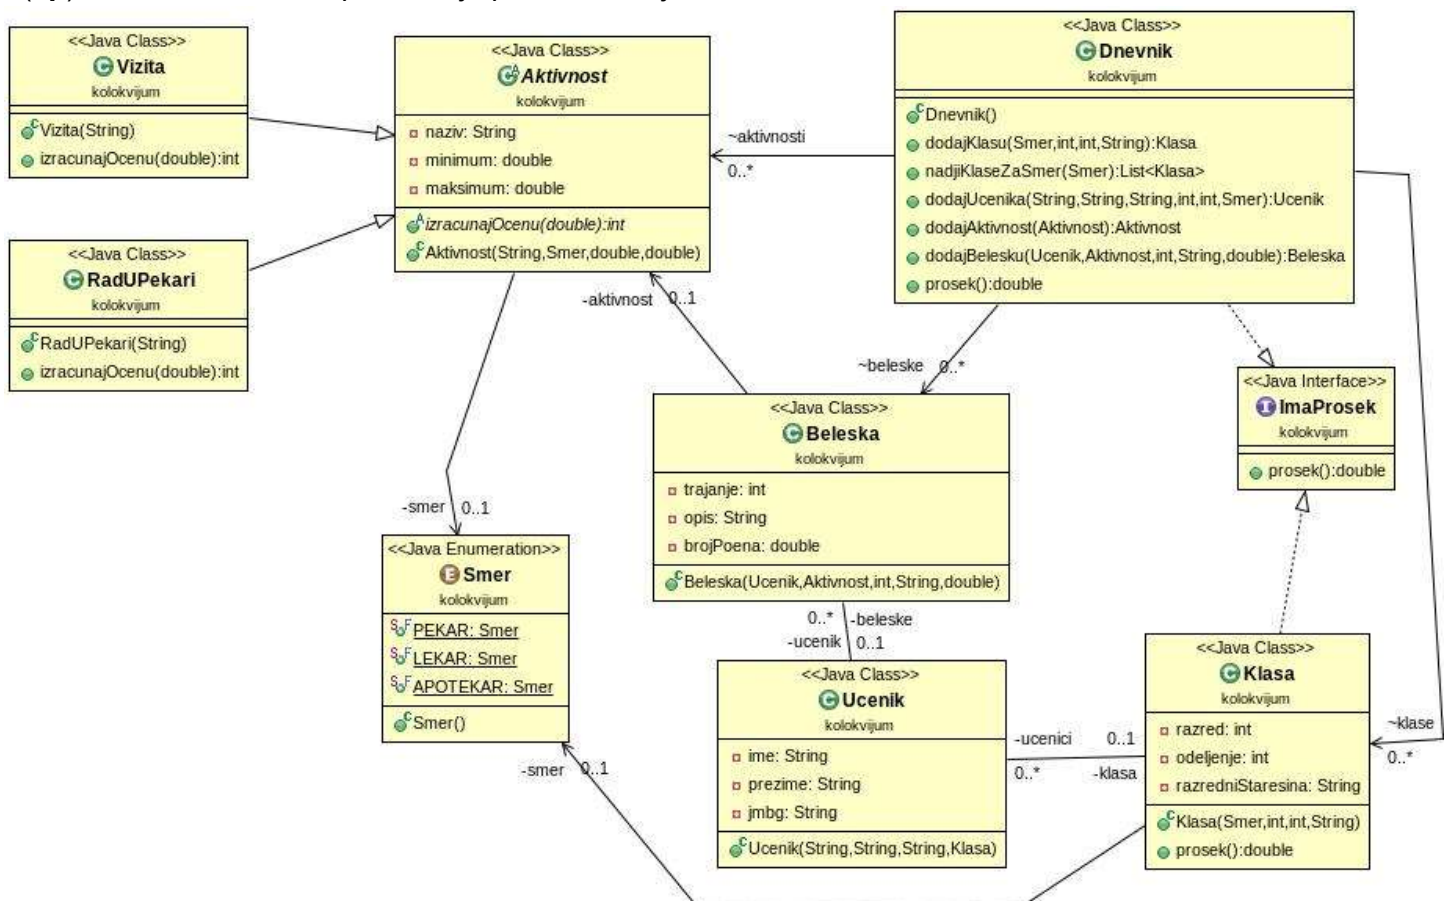 <<Java Class>>
Vizita
kolokvijum
Vizita(String)
izracunajOcenu(double):int
<<Java Class>>
RadUPekari
kolokvijum
RadUPekari(String)
izracunajOcenu(double):int
<<Java Class>>
Aktivnost
kolokvijum
naziv: String
minimum: double
maksimum: double
izracunajOcenu(double):int
Aktivnost(String,Smer,double,double)
~aktivnosti
0..*
<<Java Class>>
Dnevnik
kolokvijum
Dnevnik()
dodajKlasu(Smer,int,int,String):Klasa
nadjiKlaseZaSmer(Smer):List<Klasa>
dodajUcenika(String,String,String,int,int,Smer):Ucenik
dodajAktivnost(Aktivnost):Aktivnost
dodajBelesku(Ucenik,Aktivnost,int,String,double):Beleska
prosek():double
-aktivnost 0..1
~beleske 0..*
<<Java Interface>>
ImaProsek
kolokvijum
prosek():double
<<Java Class>>
Beleska
kolokvijum
trajanje: int
opis: String
brojPoena: double
Beleska(Ucenik,Aktivnost,int,String,double)
-smer 0..1
<<Java Enumeration>>
Smer
kolokvijum
PEKAR: Smer
LEKAR: Smer
APOTEKAR: Smer
Smer()
0..* -beleske
-ucenik 0..1
<<Java Class>>
Ucenik
kolokvijum
ime: String
prezime: String
jmbg: String
Ucenik(String,String,String,Klasa)
-ucenici 0..1
0..* -klasa
<<Java Class>>
Klasa
kolokvijum
razred: int
odeljenje: int
razredniStaresina: String
Klasa(Smer,int,int,String)
prosek():double
~klase
0..*
-smer 0..1